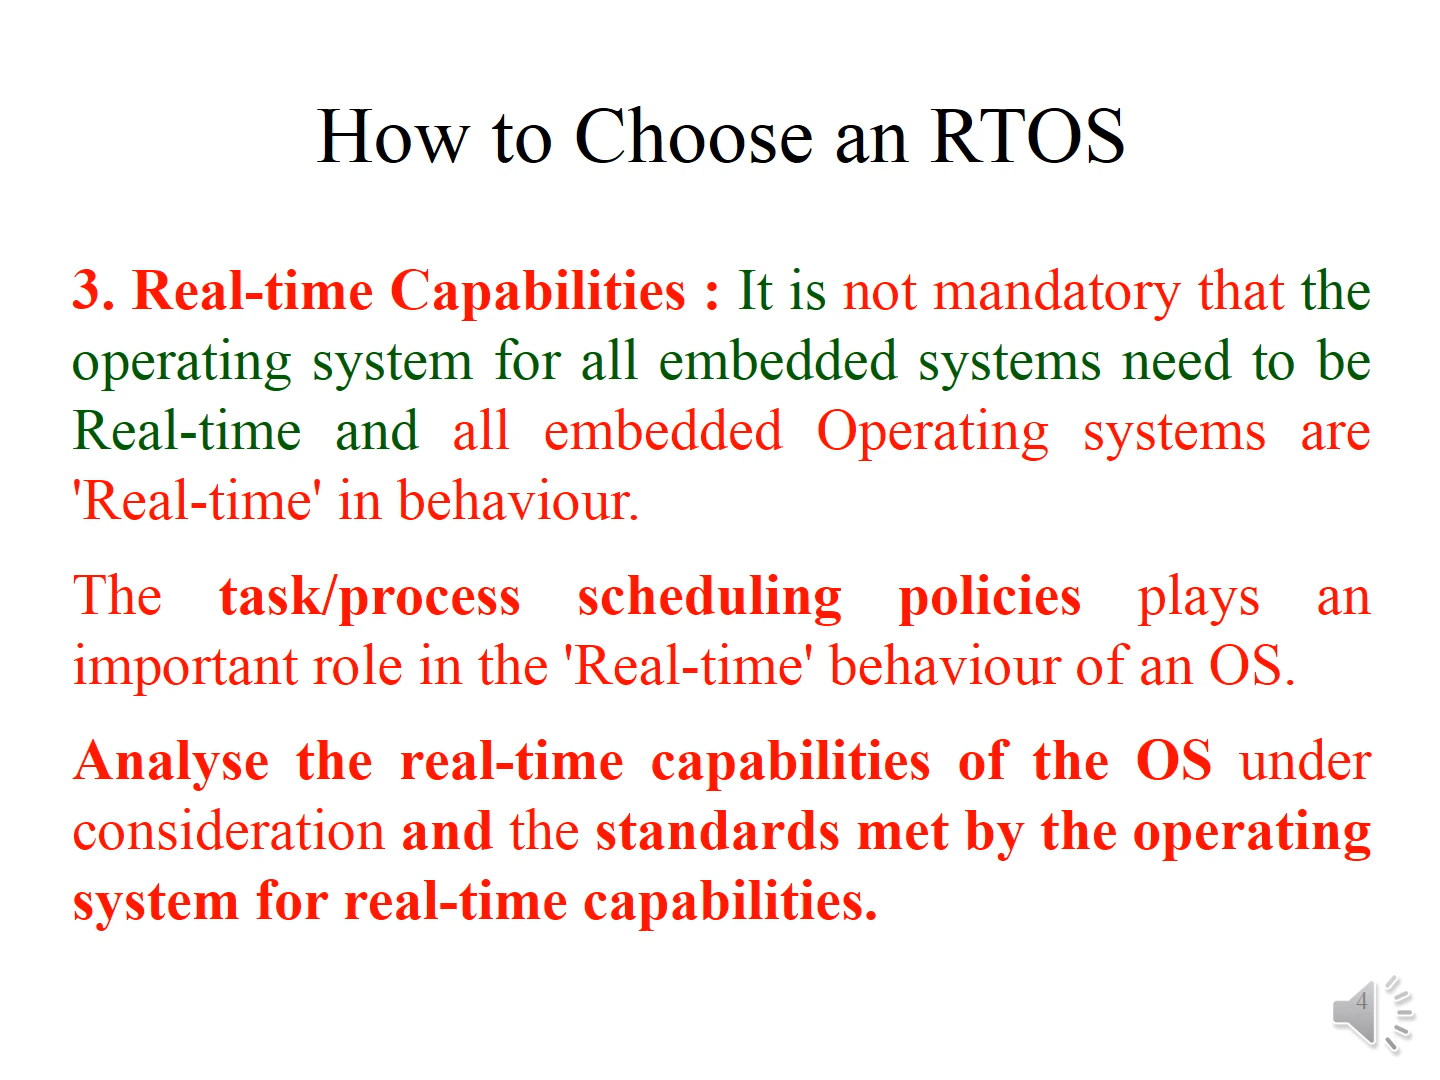 How to Choose an RTOS
3. Real-time Capabilities : It is not mandatory that the
operating system for all embedded systems need to be
Real-time and all embedded Operating systems are
'Real-time' in behaviour.
The task/process scheduling policies plays an
important role in the 'Real-time' behaviour of an OS.
Analyse the real-time capabilities of the OS under
consideration and the standards met by the operating
system for real-time capabilities.
4